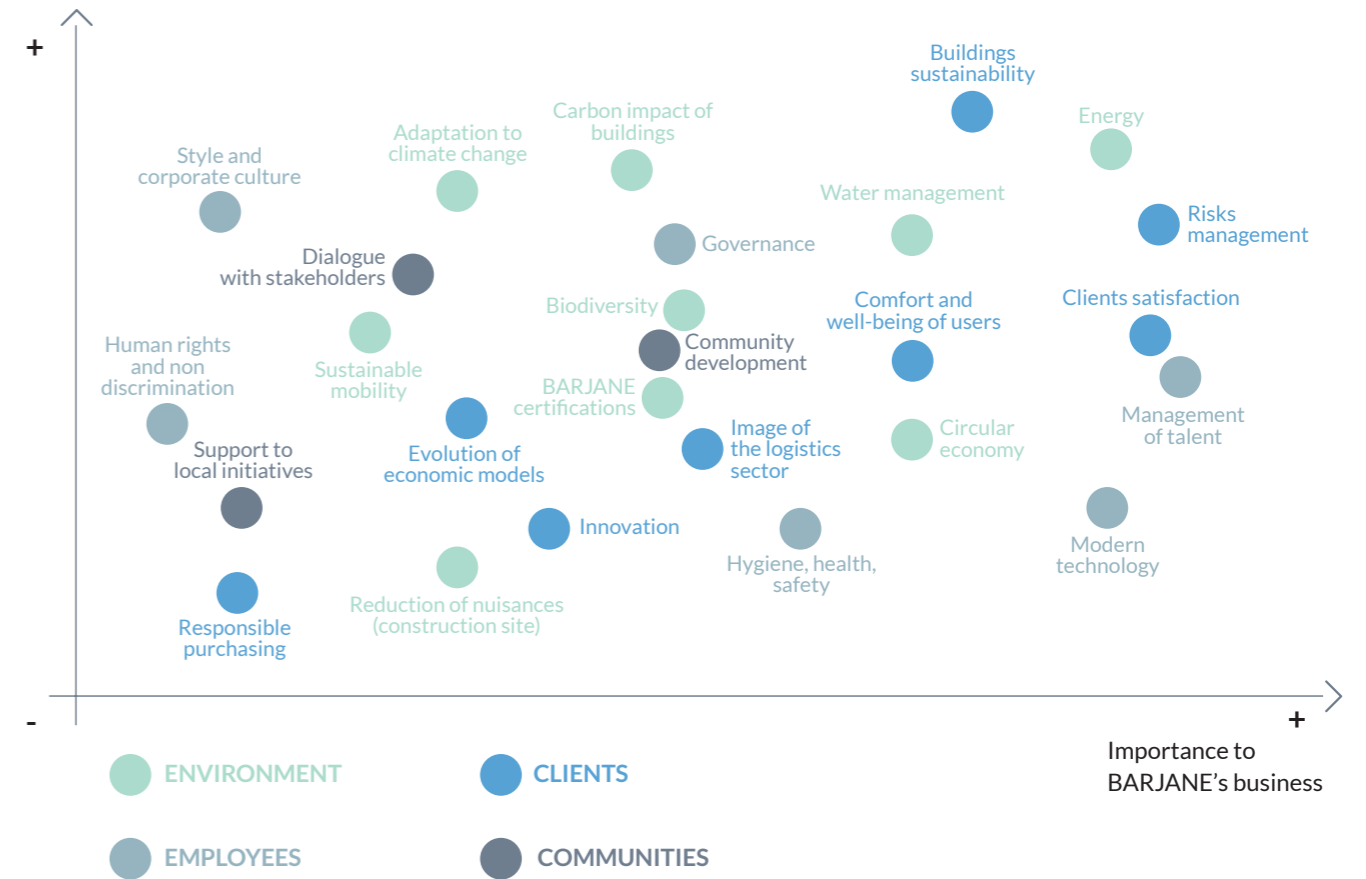 +
Buildings
sustainability
Carbon impact of
buildings
Energy
Adaptation to
climate change
Style and
corporate culture
Water management
Risks
management
Governance
Dialogue
with stakeholders
Biodiversity
Comfort and
well-being of users
Clients satisfaction
Community
development
Human rights
and non
discrimination
Sustainable
mobility
BARJANE
certifications
Management
of talent
Image of
the logistics
sector
Circular
economy
Support to
local initiatives
Evolution of
economic models
Innovation
Hygiene, health,
safety
Modern
technology
Reduction of nuisances
(construction site)
Responsible
purchasing
-
+
Importance to
BARJANE’s business
ENVIRONMENT
CLIENTS
EMPLOYEES
COMMUNITIES